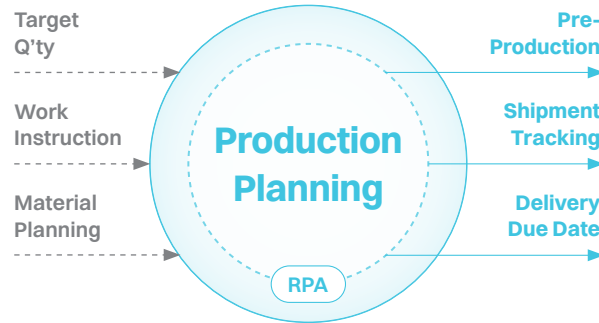 Target
Q'ty
Work
Instruction
Material
Planning
Production
Planning
RPA
Pre-
Production
Shipment
Tracking
Delivery
Due Date